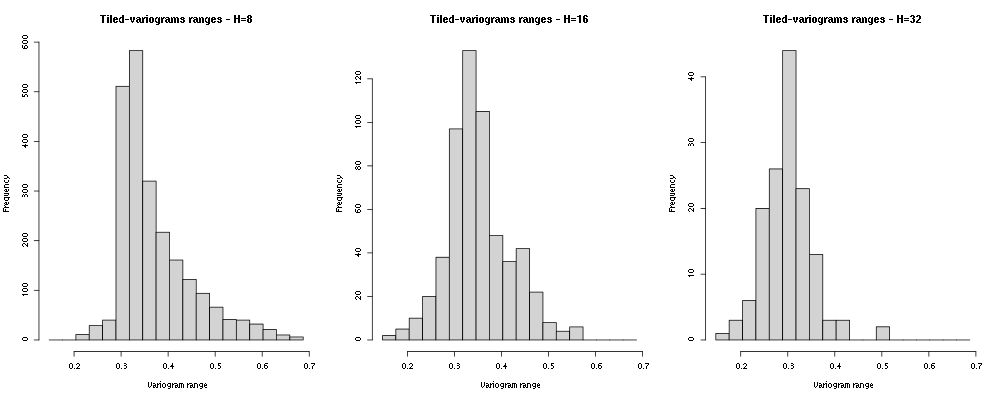 Tiled-variograms ranges - H=8
Frequency
600
500
400
300
200
100
0
0.2 0.3 0.4 0.5 0.6 0.7
Variogram range
Tiled-variograms ranges - H=16
Frequency
120
100
80
60
40
20
0
0.2 0.3 0.4 0.5 0.6 0.7
Variogram range
Tiled-variograms ranges - H=32
Frequency
40
30
20
10
0
0.2 0.3 0.4 0.5 0.6 0.7
Variogram range